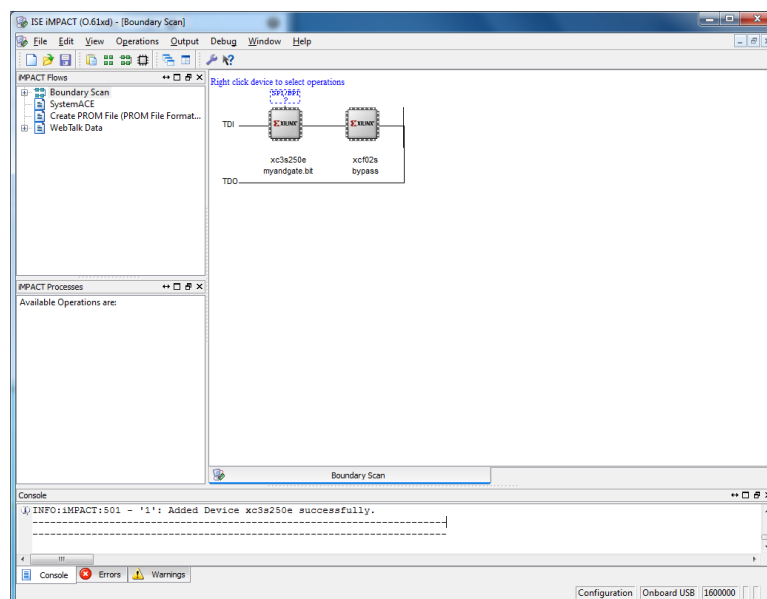 ISE iMPACT (O.61xd) - [Boundary Scan]
File Edit View Operations Output Debug Window Help
iMPACT Flows
Boundary Scan
SystemACE
Create PROM File (PROM File Format...
WebTalk Data
Right click device to select operations
SPI/BPI
?
TDI
XILINX XILINX
xc3s250e xcf02s
myandgate.bit bypass
TDO
iMPACT Processes
Available Operations are:
Boundary Scan
Console
INFO:iMPACT:501 - '1': Added Device xc3s250e successfully.
----------------------------------------------------------------------
----------------------------------------------------------------------
Console Errors Warnings
Configuration Onboard USB 1600000